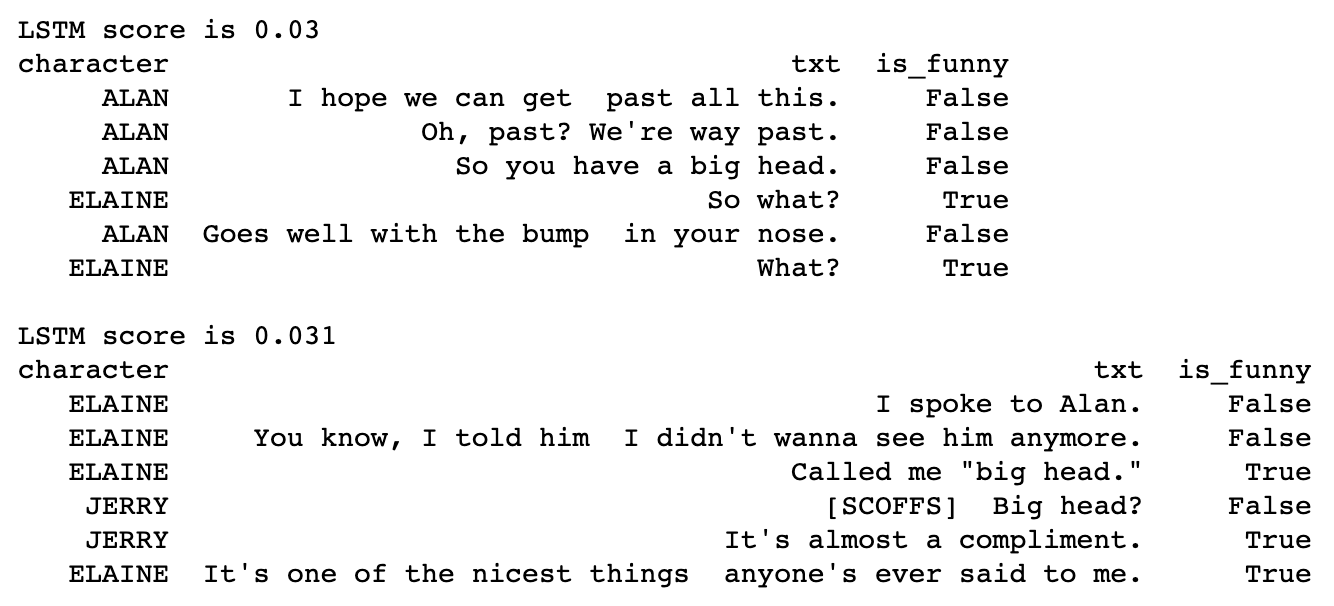 LSTM score is 0.03
character txt is_funny
ALAN I hope we can get  past all this. False
ALAN Oh, past? We're way past. False
ALAN So you have a big head. False
ELAINE So what? True
ALAN Goes well with the bump  in your nose. False
ELAINE What? True
LSTM score is 0.031
character txt is_funny
ELAINE I spoke to Alan. False
ELAINE You know, I told him  I didn't wanna see him anymore. False
ELAINE Called me "big head." True
JERRY [SCOFFS]  Big head? False
JERRY It's almost a compliment. True
ELAINE It's one of the nicest things  anyone's ever said to me. True